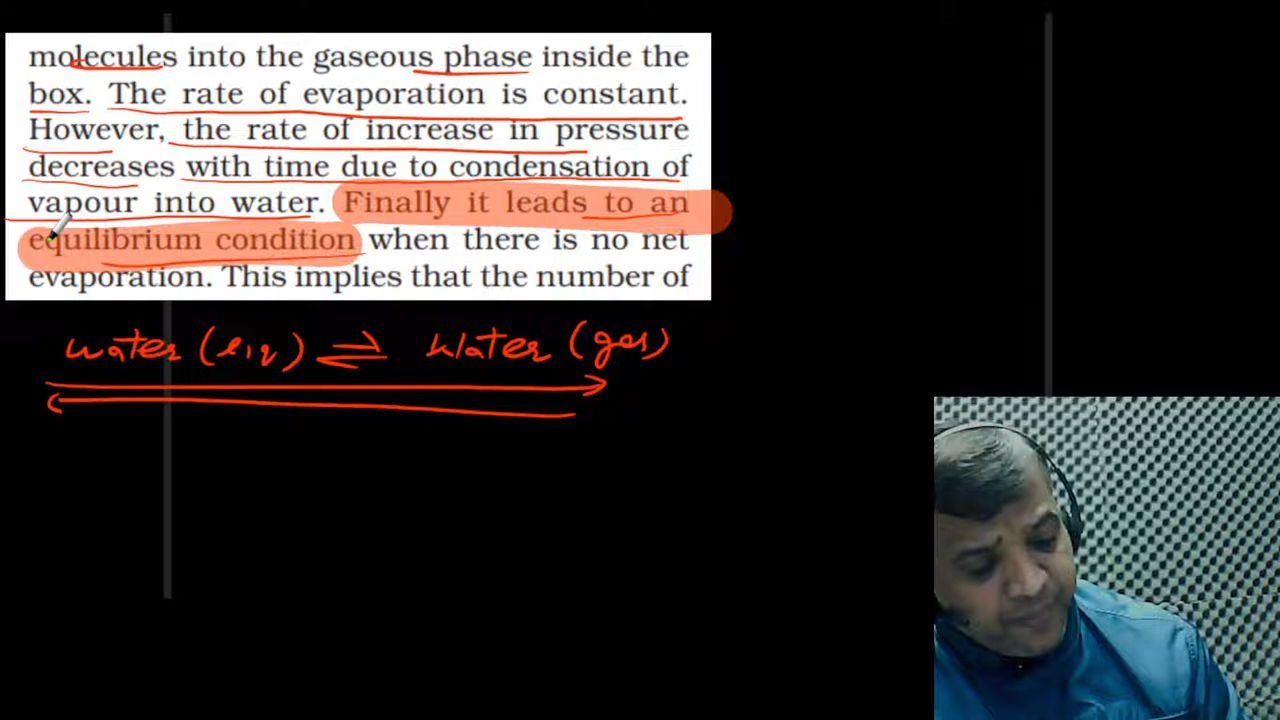 molecules into the gaseous phase inside the
box. The rate of evaporation is constant.
However, the rate of increase in pressure
decreases with time due to condensation of
vapour into water. Finally it leads to an
equilibrium condition when there is no net
evaporation. This implies that the number of
water (liq) ⇌ Water (gas)